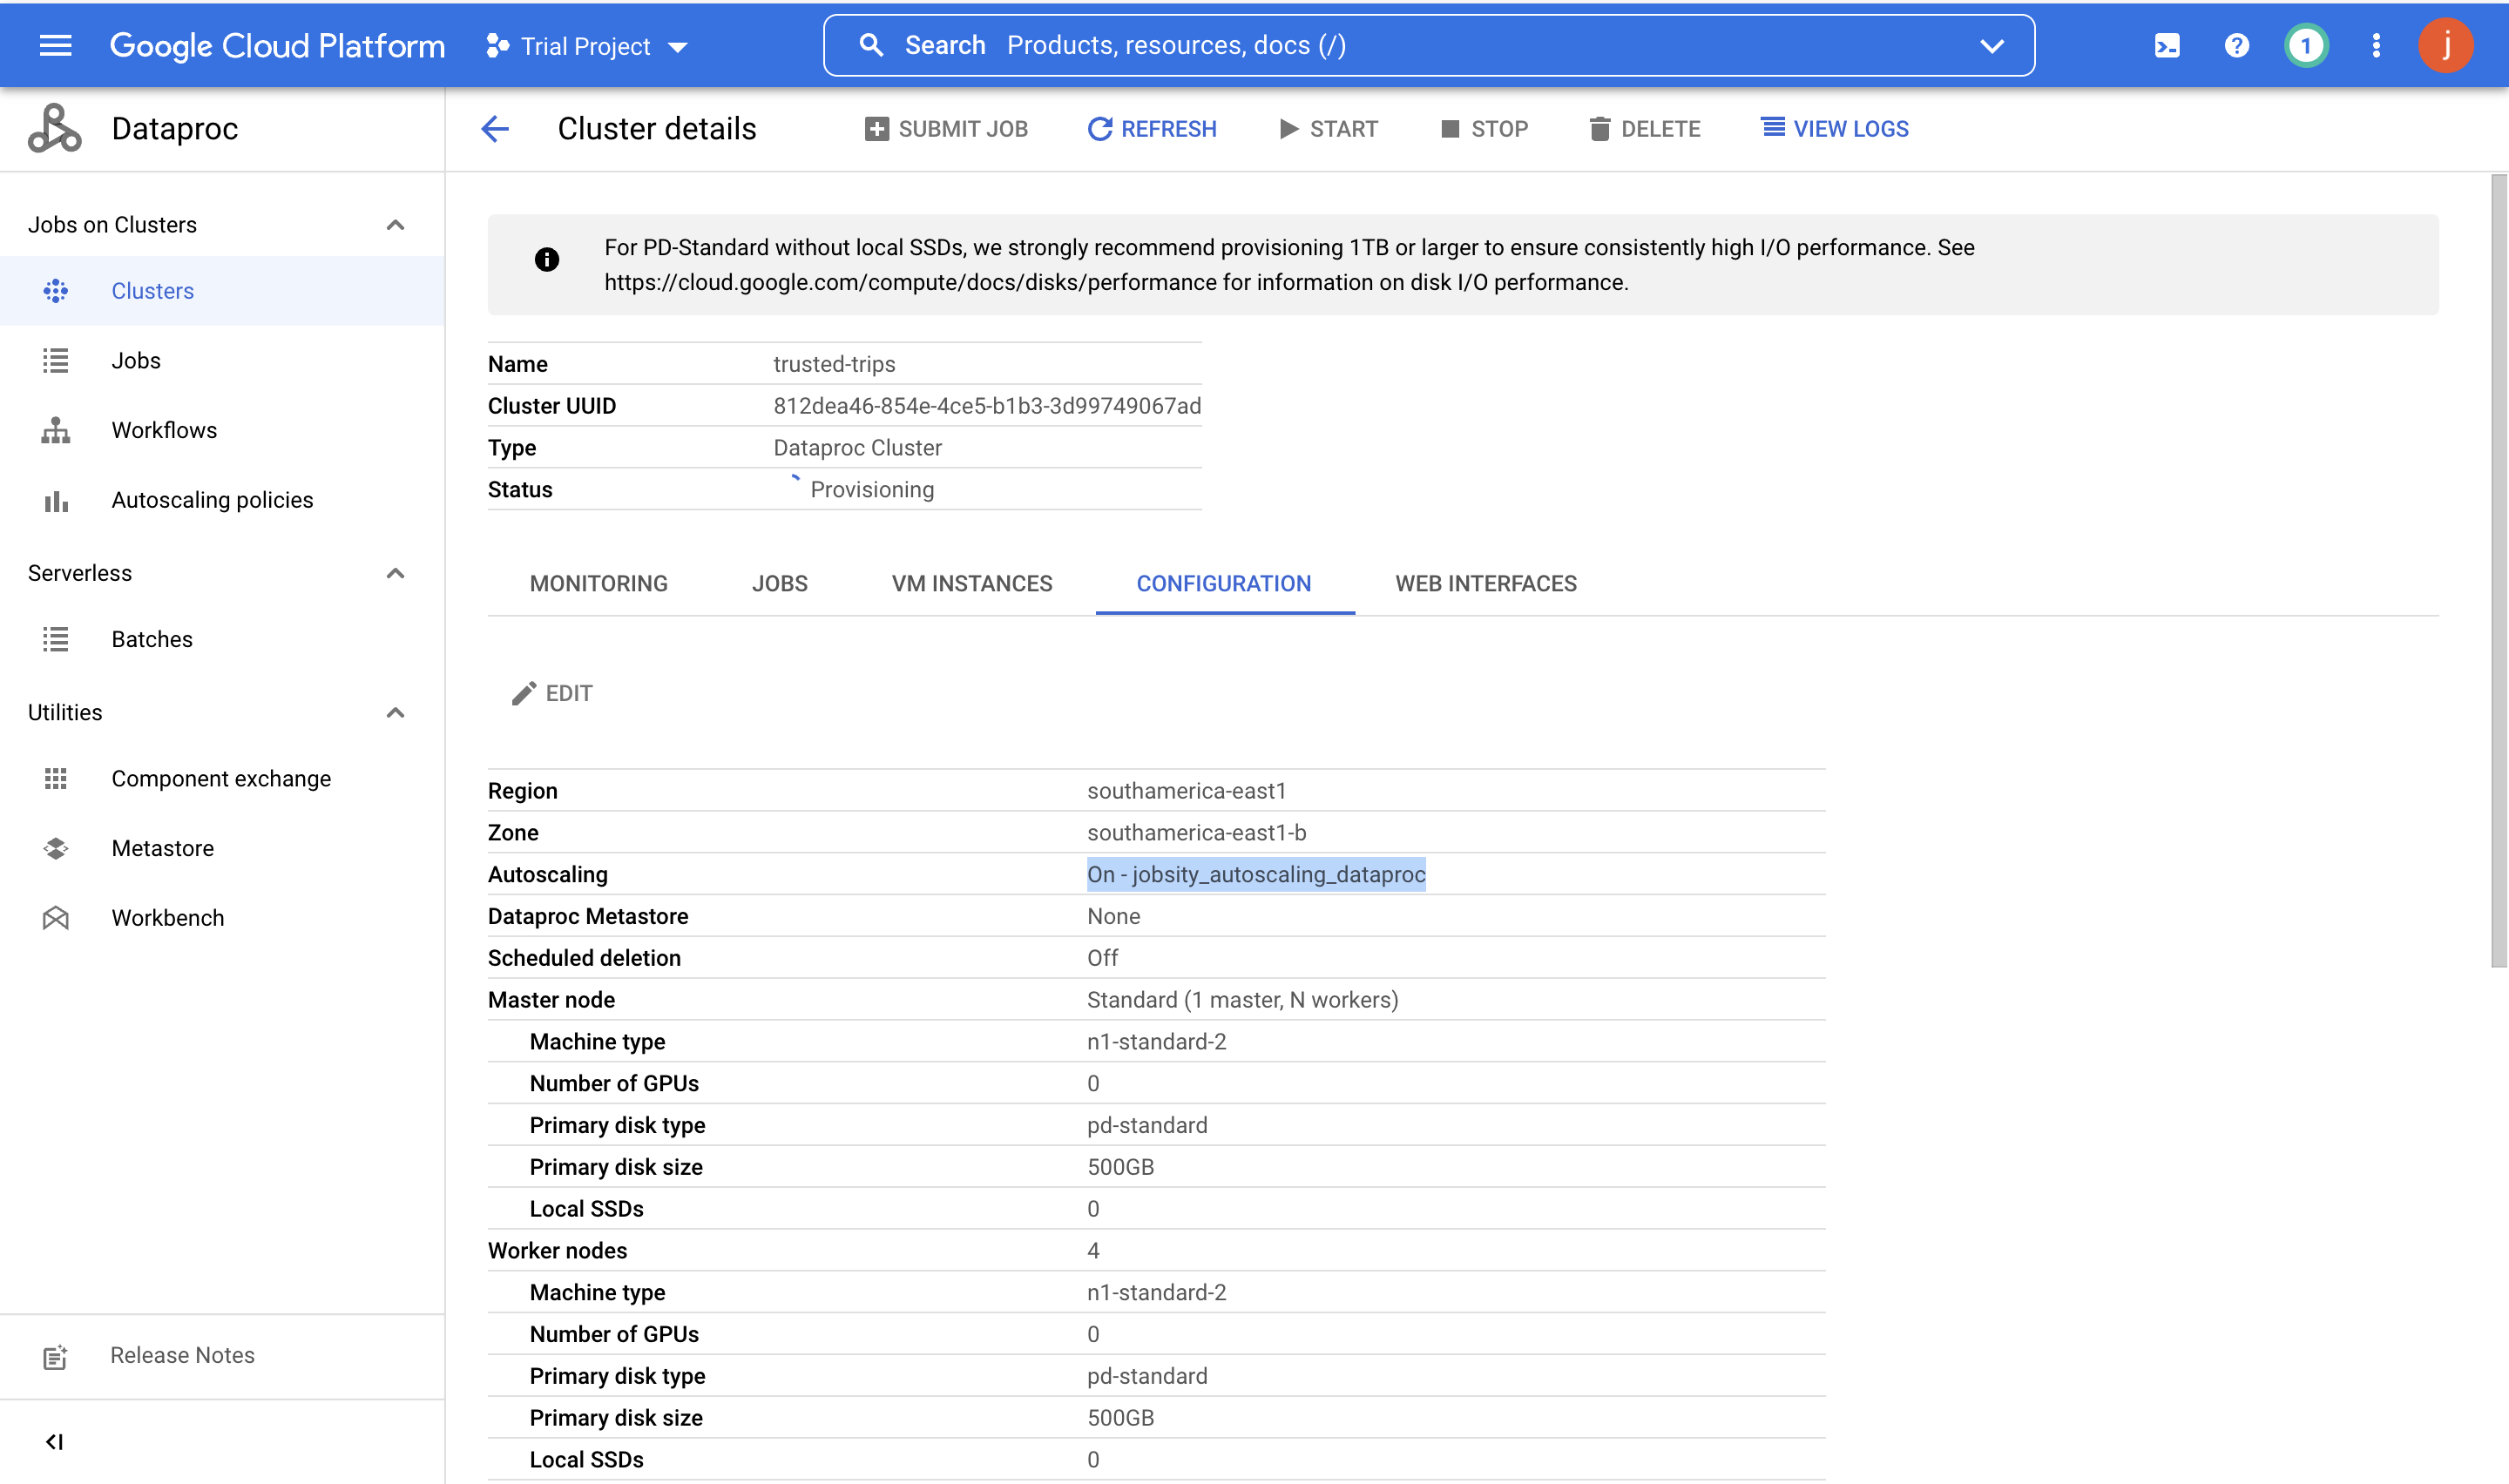 Google Cloud Platform
Trial Project
Search Products, resources, docs (/)
1
j
Dataproc
Cluster details
SUBMIT JOB
REFRESH
START
STOP
DELETE
VIEW LOGS
Jobs on Clusters
Clusters
Jobs
Workflows
Autoscaling policies
Serverless
Batches
Utilities
Component exchange
Metastore
Workbench
Release Notes
For PD-Standard without local SSDs, we strongly recommend provisioning 1TB or larger to ensure consistently high I/O performance. See
https://cloud.google.com/compute/docs/disks/performance for information on disk I/O performance.
Name trusted-trips
Cluster UUID 812dea46-854e-4ce5-b1b3-3d99749067ad
Type Dataproc Cluster
Status Provisioning
MONITORING JOBS VM INSTANCES CONFIGURATION WEB INTERFACES
EDIT
Region southamerica-east1
Zone southamerica-east1-b
Autoscaling On - jobsity_autoscaling_dataproc
Dataproc Metastore None
Scheduled deletion Off
Master node Standard (1 master, N workers)
Machine type n1-standard-2
Number of GPUs 0
Primary disk type pd-standard
Primary disk size 500GB
Local SSDs 0
Worker nodes 4
Machine type n1-standard-2
Number of GPUs 0
Primary disk type pd-standard
Primary disk size 500GB
Local SSDs 0